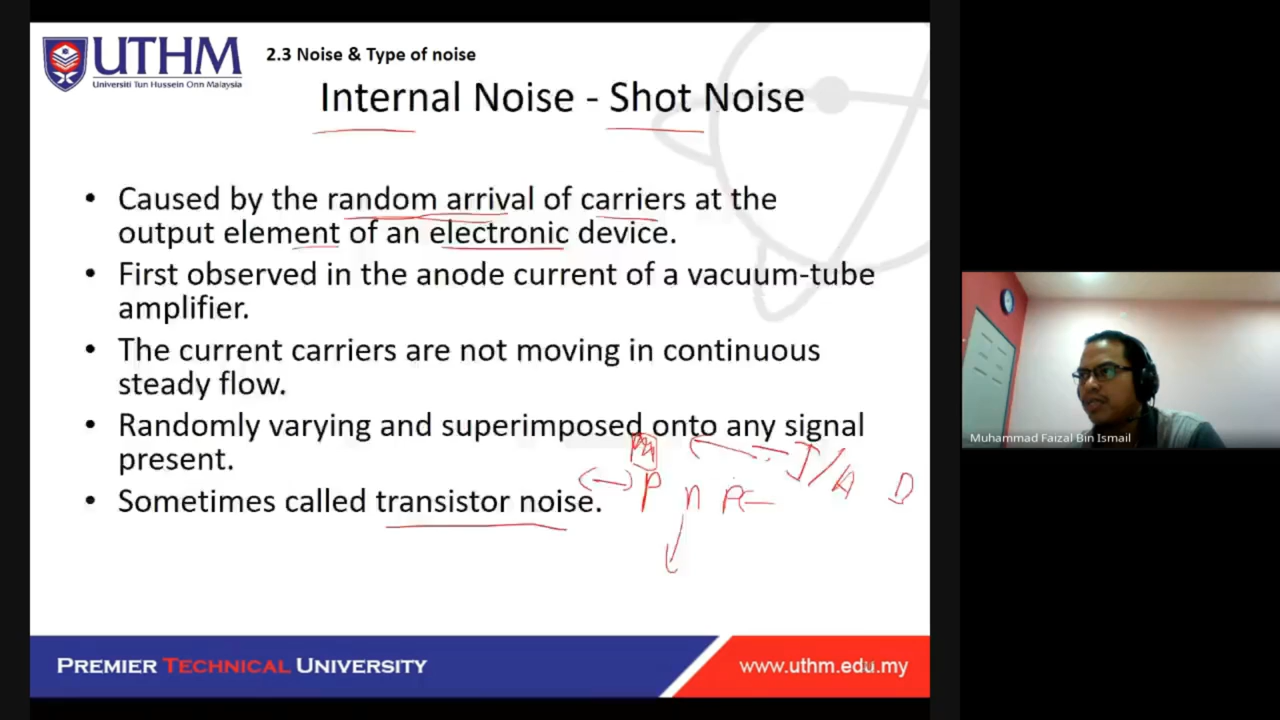 UTHM
Universiti Tun Hussein Onn Malaysia
2.3 Noise & Type of noise
Internal Noise - Shot Noise
• Caused by the random arrival of carriers at the
output element of an electronic device.
• First observed in the anode current of a vacuum-tube
amplifier.
• The current carriers are not moving in continuous
steady flow.
• Randomly varying and superimposed onto any signal
present.
• Sometimes called transistor noise.
P n P
I/A D
PREMIER TECHNICAL UNIVERSITY
www.uthm.edu.my
Muhammad Faizal Bin Ismail